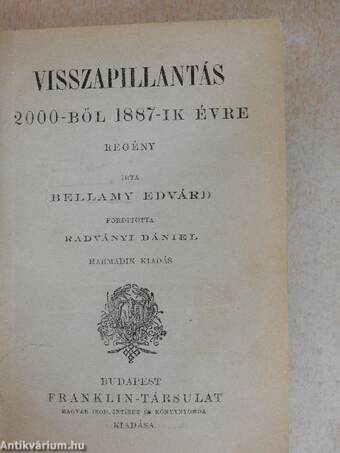 VISSZAPILLANTÁS
2000-BŐL 1887-IK ÉVRE
REGÉNY
IRTA
BELLAMY EDVÁRD
FORDITOTTA
RADVÁNYI DÁNIEL
HARMADIK KIADÁS
BUDAPEST
FRANKLIN-TÁRSULAT
MAGYAR IROD. INTÉZET ÉS KÖNYVNYOMDA
KIADÁSA.
Antikvárium.hu